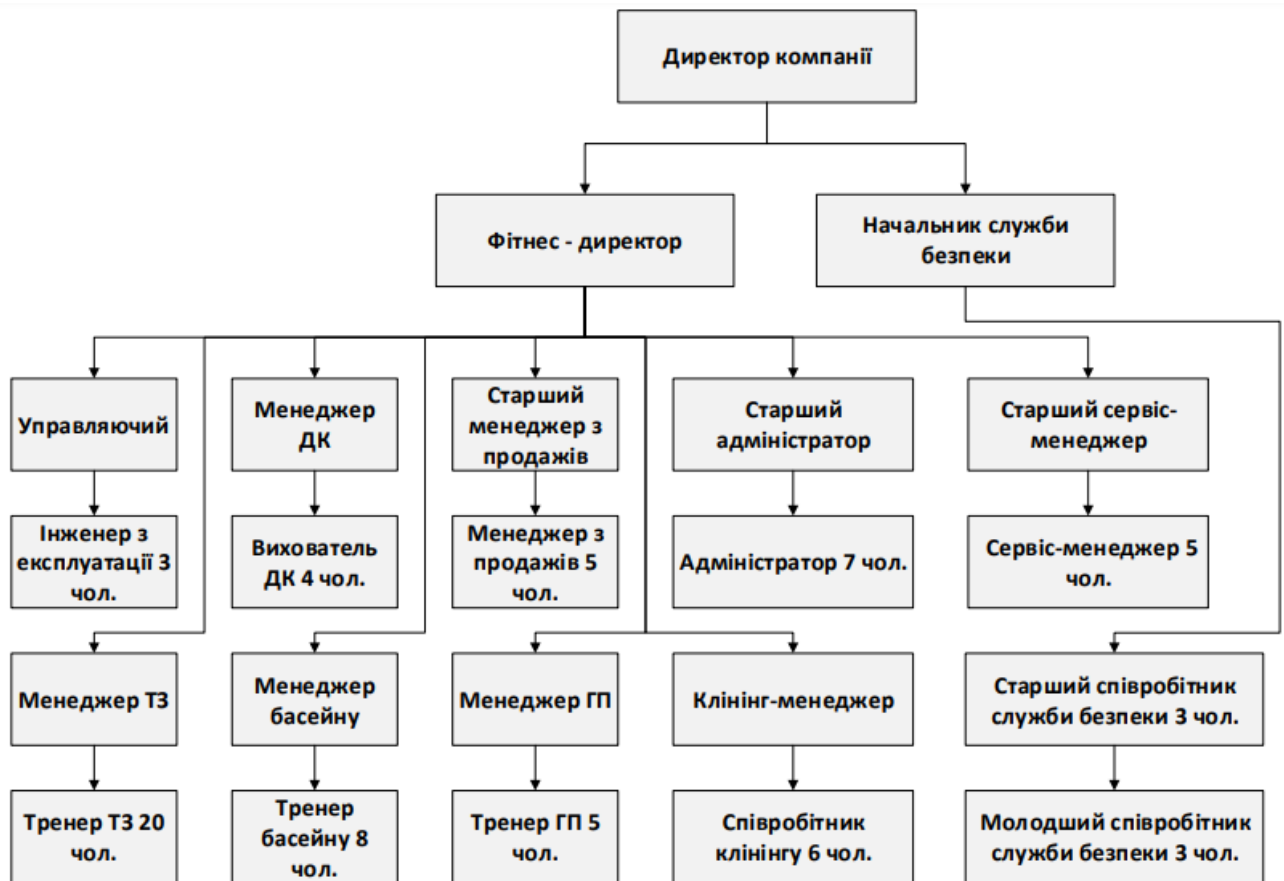 Директор компанії
Фітнес - директор
Начальник служби
безпеки
Управляючий
Менеджер
ДК
Старший
менеджер з
продажів
Старший
адміністратор
Старший сервіс-
менеджер
Інженер з
експлуатації 3
чол.
Вихователь
ДК 4 чол.
Менеджер з
продажів 5
чол.
Адміністратор 7 чол.
Сервіс-менеджер 5
чол.
Менеджер ТЗ
Менеджер
басейну
Менеджер ГП
Клінінг-менеджер
Старший співробітник
служби безпеки 3 чол.
Тренер ТЗ 20
чол.
Тренер
басейну 8
чол.
Тренер ГП 5
чол.
Співробітник
клінінгу 6 чол.
Молодший співробітник
служби безпеки 3 чол.